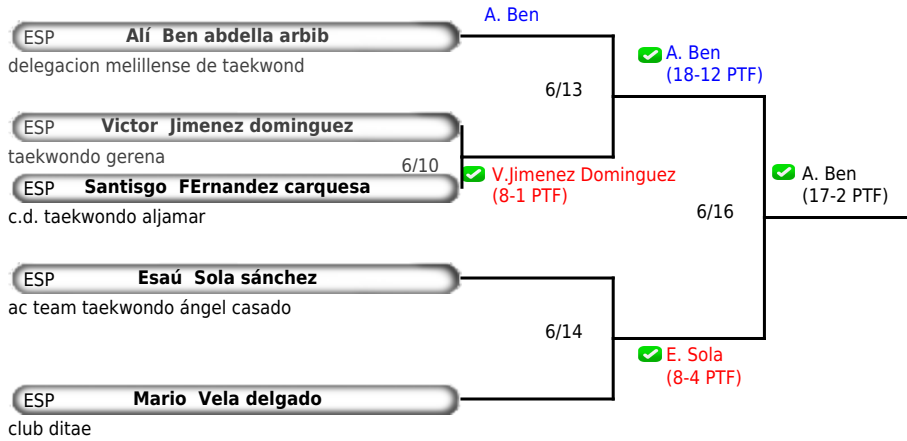 A. Ben
ESP Alí Ben abdella arbib
delegacion melillense de taekwond
A. Ben
(18-12 PTF)
6/13
ESP Victor Jimenez dominguez
taekwondo gerena
6/10
V.Jimenez Dominguez
(8-1 PTF)
ESP Santisgo FErnandez carquesa
c.d. taekwondo aljamar
A. Ben
(17-2 PTF)
6/16
ESP Esaú Sola sánchez
ac team taekwondo ángel casado
6/14
E. Sola
(8-4 PTF)
ESP Mario Vela delgado
club ditae